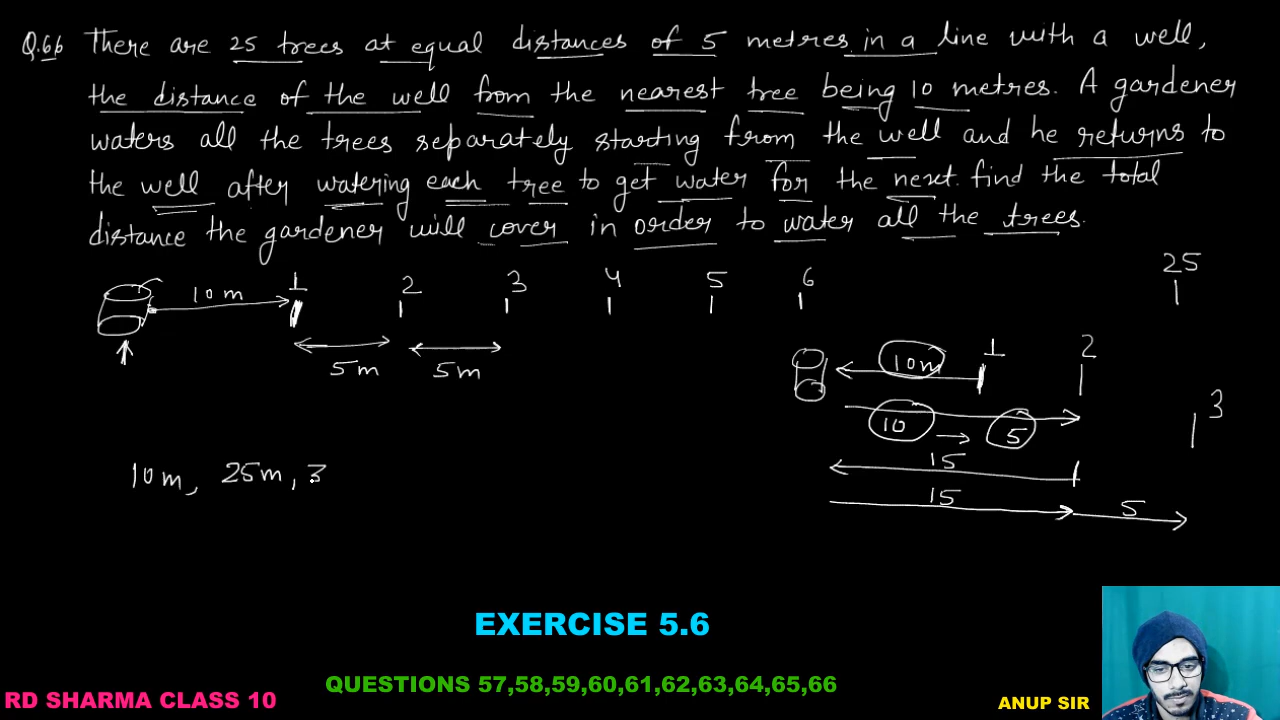 Q.66 There are 25 trees at equal distances of 5 metres in a line with a well,
the distance of the well from the nearest tree being 10 metres. A gardener
waters all the trees separately starting from the well and he returns to
the well after watering each tree to get water for the next. find the total
distance the gardener will cover in order to water all the trees.
1 2 3 4 5 6 25
10 m
5 m 5 m
1 2
10m
3
10 → 5
15
15 5
10 m, 25 m, 3
EXERCISE 5.6
QUESTIONS 57,58,59,60,61,62,63,64,65,66
RD SHARMA CLASS 10
ANUP SIR